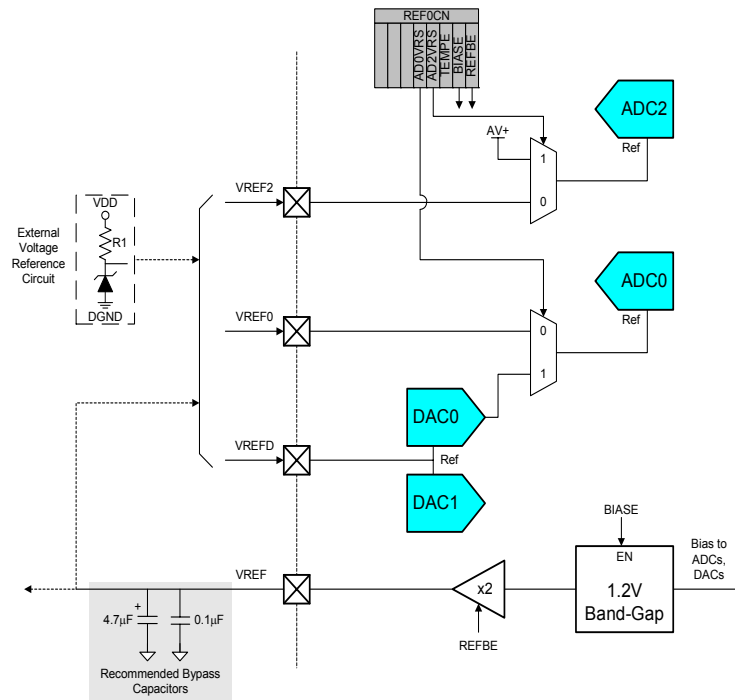 REF0CN
AD0VRS
AD2VRS
TEMPE
BIASE
REFBE
ADC2
Ref
AV+
1
0
VREF2
External
Voltage
Reference
Circuit
VDD
R1
DGND
ADC0
Ref
VREF0
0
1
DAC0
Ref
VREFD
DAC1
BIASE
EN
1.2V
Band-Gap
Bias to
ADCs,
DACs
VREF
x2
REFBE
+
4.7μF
0.1μF
Recommended Bypass
Capacitors